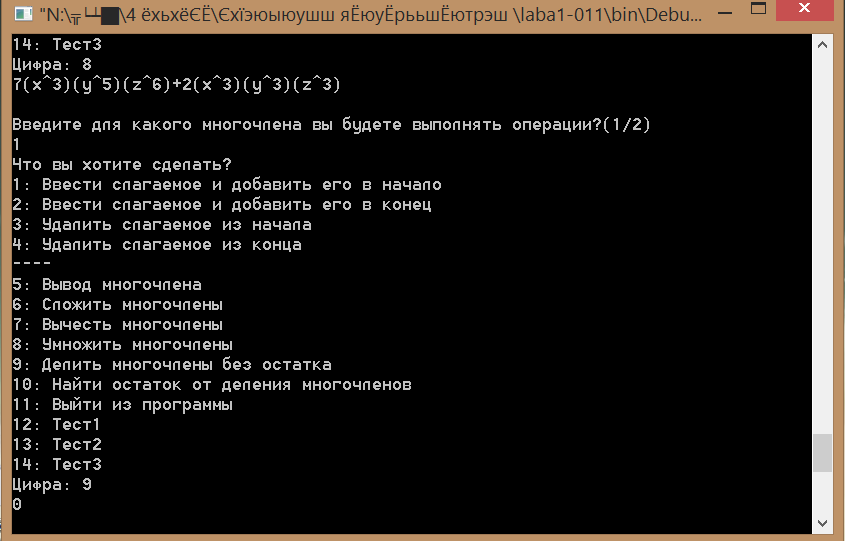 "N:\╦╙╙██\4 ёхьхёЄЁ\Єхїэюыюушш яЁюуЁрьшЁютрэш \laba1-011\bin\Debu...
14: Тест3
Цифра: 8
7(x^3)(y^5)(z^6)+2(x^3)(y^3)(z^3)
Введите для какого многочлена вы будете выполнять операции?(1/2)
1
Что вы хотите сделать?
1: Ввести слагаемое и добавить его в начало
2: Ввести слагаемое и добавить его в конец
3: Удалить слагаемое из начала
4: Удалить слагаемое из конца
----
5: Вывод многочлена
6: Сложить многочлены
7: Вычесть многочлены
8: Умножить многочлены
9: Делить многочлены без остатка
10: Найти остаток от деления многочленов
11: Выйти из программы
12: Тест1
13: Тест2
14: Тест3
Цифра: 9
0